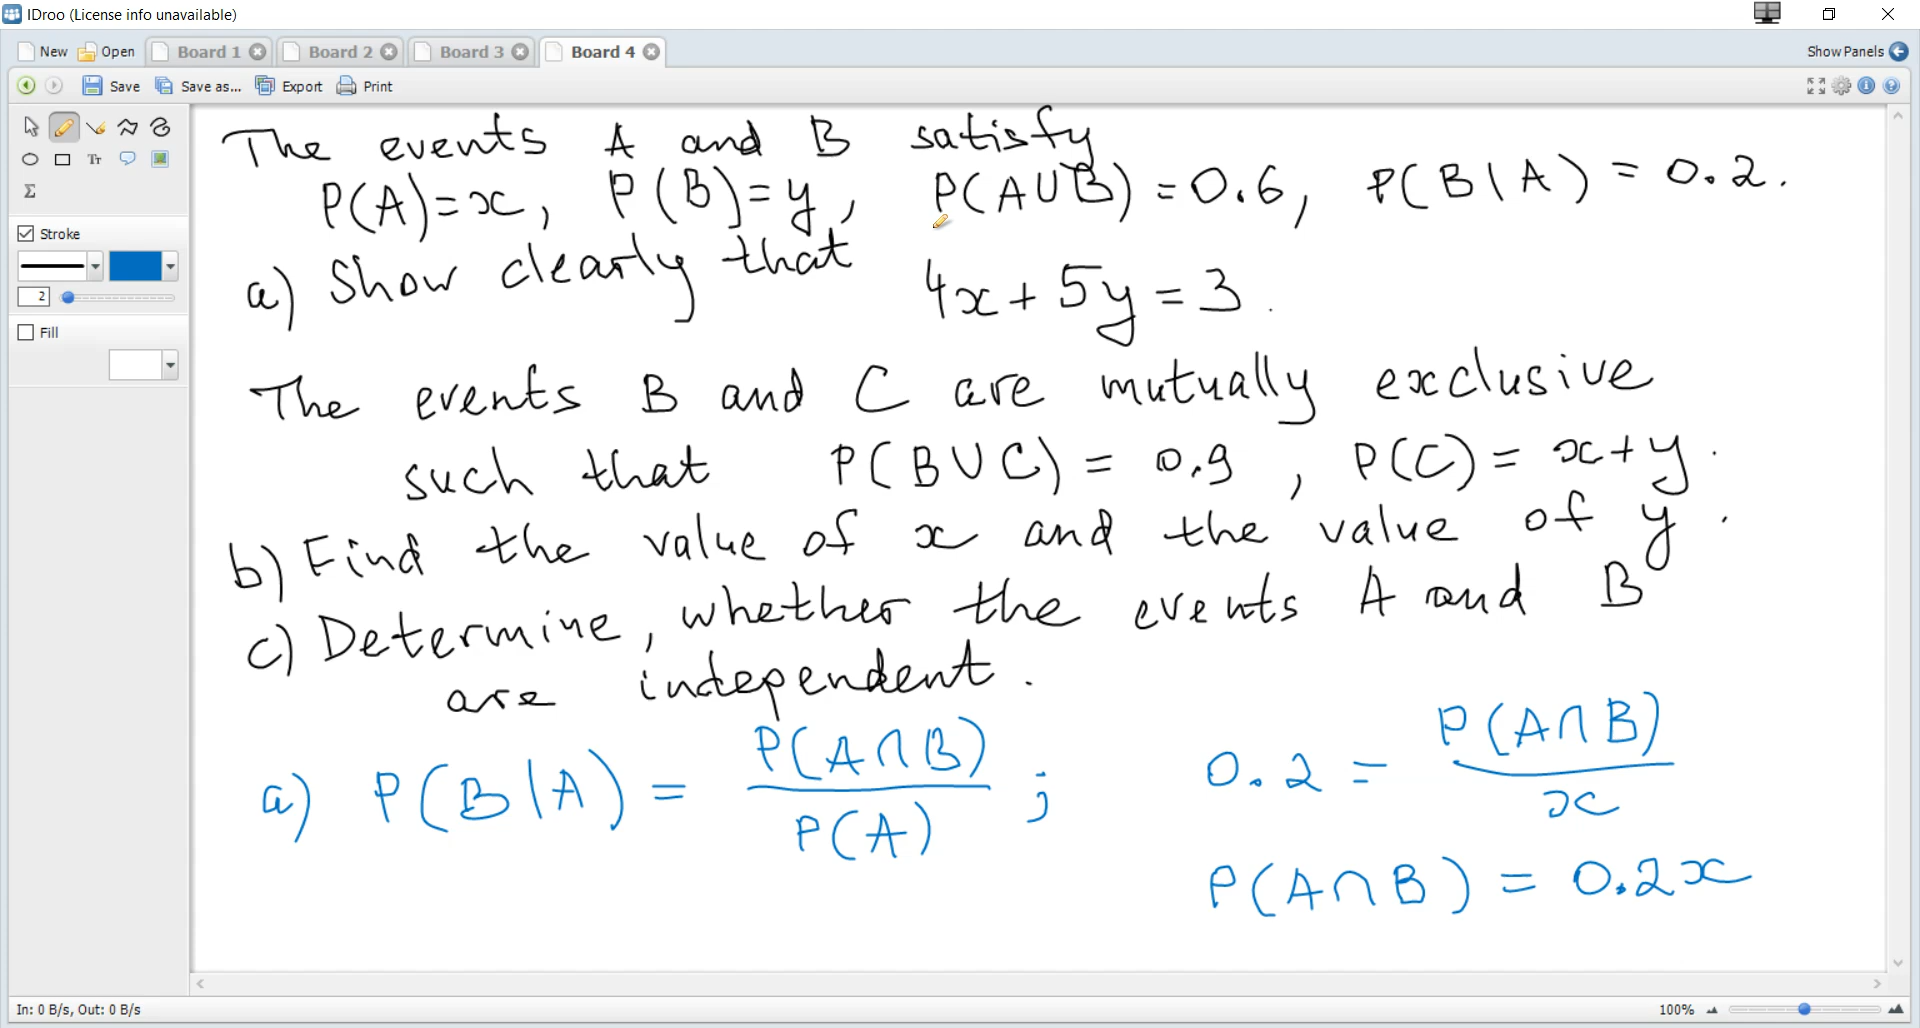 IDroo (License info unavailable)
New Open Board 1 Board 2 Board 3 Board 4 Show Panels
Save Save as... Export Print
Tt
Σ
Stroke
2
Fill
The events A and B satisfy
P(A)=x, P(B)=y, P(A∪B)=0.6, P(B|A)=0.2.
a) Show clearly that 4x+5y=3.
The events B and C are mutually exclusive
such that P(B∪C)=0.9, P(C)=x+y.
b) Find the value of x and the value of y.
c) Determine, whether the events A and B
are independent.
a) P(B|A) = P(A∩B)/P(A) ; 0.2 = P(A∩B)/x
P(A∩B) = 0.2x
In: 0 B/s, Out: 0 B/s 100%